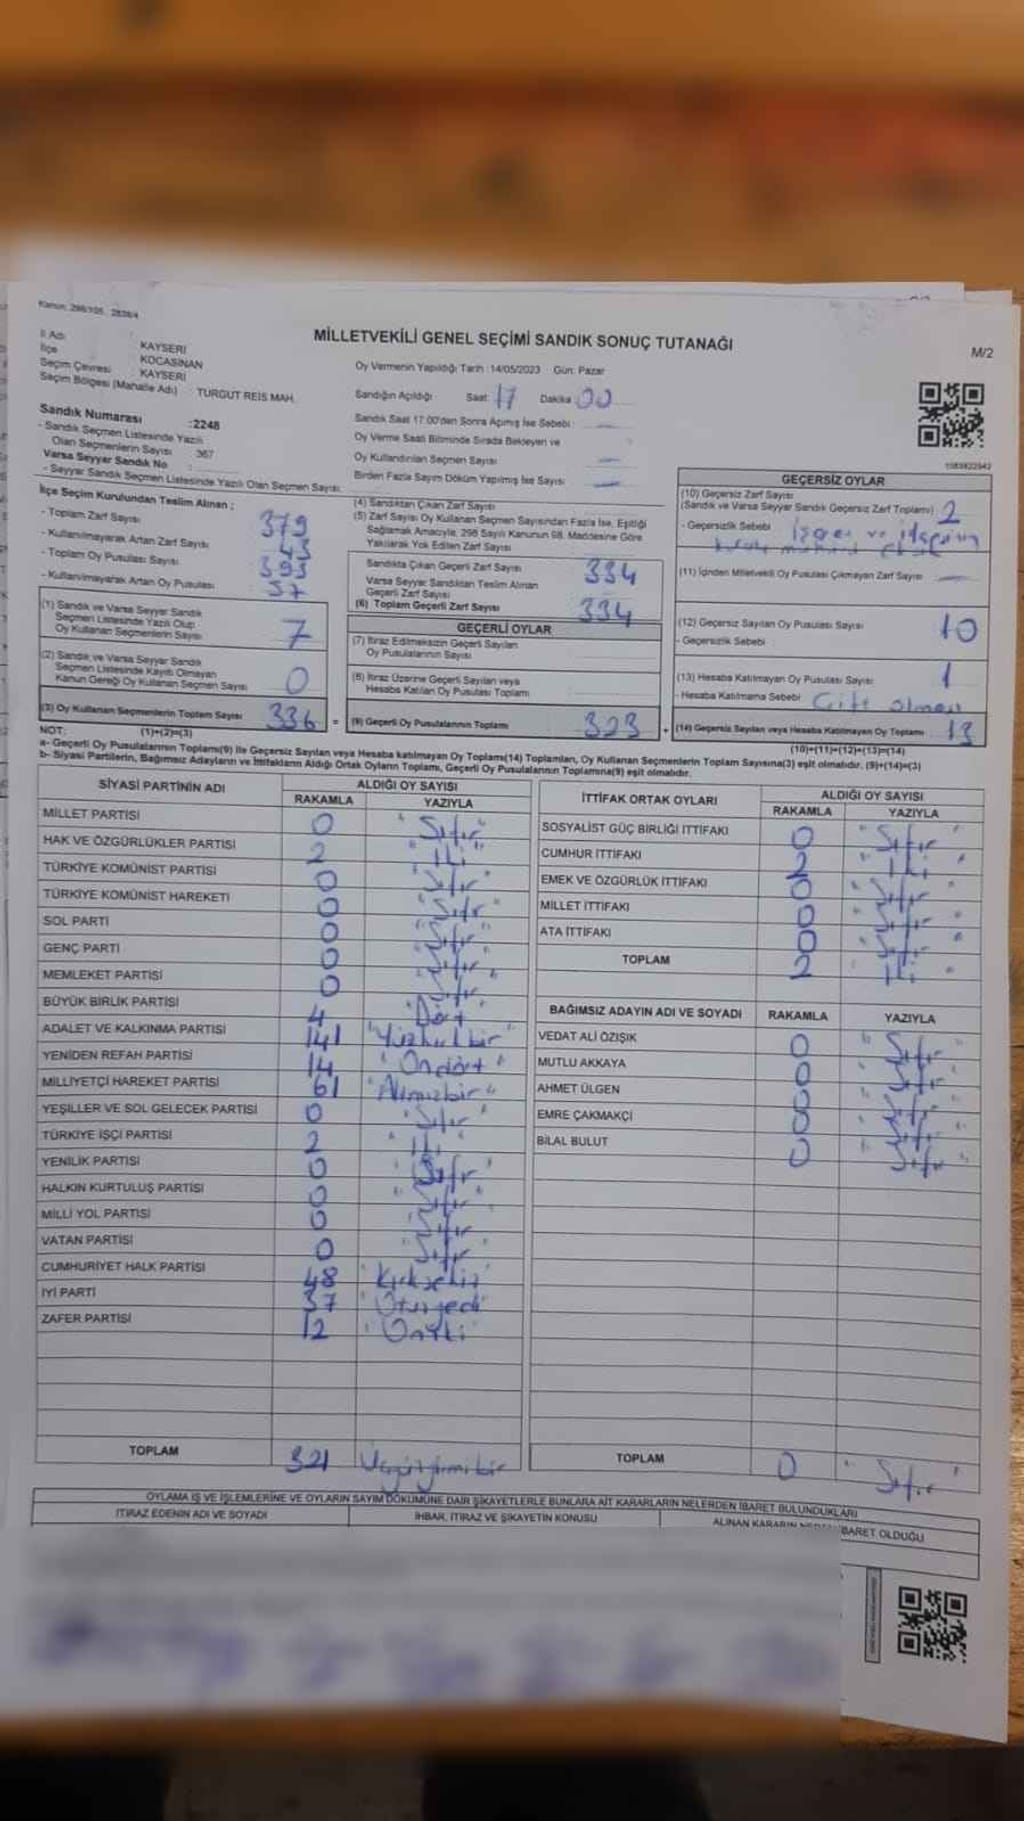 Kanun: 298/105 2839/4
MİLLETVEKİLİ GENEL SEÇİMİ SANDIK SONUÇ TUTANAĞI
M/2
İl Adı KAYSERİ
İlçe KOCASİNAN
Seçim Çevresi KAYSERİ
Seçim Bölgesi (Mahalle Adı) TURGUT REİS MAH.
Sandık Numarası :2248
- Sandık Seçmen Listesinde Yazılı
Olan Seçmenlerin Sayısı 367
Varsa Seyyar Sandık No :
- Seyyar Sandık Seçmen Listesinde Yazılı Olan Seçmen Sayısı:
Oy Vermenin Yapıldığı Tarih : 14/05/2023 Gün: Pazar
Sandığın Açıldığı Saat: 17 Dakika 00
Sandık Saat 17:00'den Sonra Açımış İse Sebebi :
Oy Verme Saati Bitiminde Sırada Bekleyen ve
Oy Kullandırılan Seçmen Sayısı
Birden Fazla Sayım Döküm Yapılmış İse Sayısı
1083822942
İlçe Seçim Kurulundan Teslim Alınan ;
- Toplam Zarf Sayısı 379
- Kullanılmayarak Artan Zarf Sayısı 43
- Toplam Oy Pusulası Sayısı 393
- Kullanılmayarak Artan Oy Pusulası 57
(1) Sandık ve Varsa Seyyar Sandık
Seçmen Listesinde Yazılı Olup
Oy Kullanan Seçmenlerin Sayısı 7
(2) Sandık ve Varsa Seyyar Sandık
Seçmen Listesinde Kayıtlı Olmayan
Kanun Gereği Oy Kullanan Seçmen Sayısı 0
(3) Oy Kullanan Seçmenlerin Toplam Sayısı 336 =
(4) Sandıktan Çıkan Zarf Sayısı
(5) Zarf Sayısı Oy Kullanan Seçmen Sayısından Fazla İse, Eşitliği
Sağlamak Amacıyla, 298 Sayılı Kanunun 98. Maddesine Göre
Yakılarak Yok Edilen Zarf Sayısı
Sandıkta Çıkan Geçerli Zarf Sayısı 334
Varsa Seyyar Sandıktan Teslim Alınan
Geçerli Zarf Sayısı
(6) Toplam Geçerli Zarf Sayısı 334
GEÇERLİ OYLAR
(7) İtiraz Edilmeksizin Geçerli Sayılan
Oy Pusulalarının Sayısı
(8) İtiraz Üzerine Geçerli Sayılan veya
Hesaba Katılan Oy Pusulası Toplamı
(9) Geçerli Oy Pusulalarının Toplamı 323 +
GEÇERSİZ OYLAR
(10) Geçersiz Zarf Sayısı
(Sandık ve Varsa Seyyar Sandık Geçersiz Zarf Toplamı) 2
- Geçersizlik Sebebi
(11) İçinden Milletvekili Oy Pusulası Çıkmayan Zarf Sayısı
(12) Geçersiz Sayılan Oy Pusulası Sayısı 10
- Geçersizlik Sebebi
(13) Hesaba Katılmayan Oy Pusulası Sayısı 1
- Hesaba Katılmama Sebebi Çift olması
(14) Geçersiz Sayılan veya Hesaba Katılmayan Oy Toplamı 13
NOT: (1)+(2)=(3) (10)+(11)+(12)+(13)=(14)
a- Geçerli Oy Pusulalarının Toplamı(9) ile Geçersiz Sayılan veya Hesaba katılmayan Oy Toplamı(14) Toplamları, Oy Kullanan Seçmenlerin Toplam Sayısına(3) eşit olmalıdır. (9)+(14)=(3)
b- Siyasi Partilerin, Bağımsız Adayların ve İttifakların Aldığı Ortak Oyların Toplamı, Geçerli Oy Pusulalarının Toplamına(9) eşit olmalıdır.
SİYASİ PARTİNİN ADI ALDIĞI OY SAYISI
RAKAMLA YAZIYLA
MİLLET PARTİSİ 0 "Sıfır"
HAK VE ÖZGÜRLÜKLER PARTİSİ 2 "İki"
TÜRKİYE KOMÜNİST PARTİSİ 0 "Sıfır"
TÜRKİYE KOMÜNİST HAREKETİ 0 "Sıfır"
SOL PARTİ 0 "Sıfır"
GENÇ PARTİ 0 "Sıfır"
MEMLEKET PARTİSİ 0 "Sıfır"
BÜYÜK BİRLİK PARTİSİ 4 "Dört"
ADALET VE KALKINMA PARTİSİ 141 "Yüzkırkbir"
YENİDEN REFAH PARTİSİ 14 "Ondört"
MİLLİYETÇİ HAREKET PARTİSİ 61 "Altmışbir"
YEŞİLLER VE SOL GELECEK PARTİSİ 0 "Sıfır"
TÜRKİYE İŞÇİ PARTİSİ 2 "İki"
YENİLİK PARTİSİ 0 "Sıfır"
HALKIN KURTULUŞ PARTİSİ 0 "Sıfır"
MİLLİ YOL PARTİSİ 0 "Sıfır"
VATAN PARTİSİ 0 "Sıfır"
CUMHURİYET HALK PARTİSİ 48 "Kırksekiz"
İYİ PARTİ 37 "Otuzyedi"
ZAFER PARTİSİ 12 "Oniki"
TOPLAM 321 Üçyüzyirmibir
İTTİFAK ORTAK OYLARI ALDIĞI OY SAYISI
RAKAMLA YAZIYLA
SOSYALİST GÜÇ BİRLİĞİ İTTİFAKI 0 "Sıfır"
CUMHUR İTTİFAKI 2 "İki"
EMEK VE ÖZGÜRLÜK İTTİFAKI 0 "Sıfır"
MİLLET İTTİFAKI 0 "Sıfır"
ATA İTTİFAKI 0 "Sıfır"
TOPLAM 2 "İki"
BAĞIMSIZ ADAYIN ADI VE SOYADI RAKAMLA YAZIYLA
VEDAT ALİ ÖZIŞIK 0 "Sıfır"
MUTLU AKKAYA 0 "Sıfır"
AHMET ÜLGEN 0 "Sıfır"
EMRE ÇAKMAKÇİ 0 "Sıfır"
BİLAL BULUT 0 "Sıfır"
TOPLAM 0 "Sıfır"
OYLAMA İŞ VE İŞLEMLERİNE VE OYLARIN SAYIM DÖKÜMÜNE DAİR ŞİKAYETLERLE BUNLARA AİT KARARLARIN NELERDEN İBARET BULUNDUKLARI
İTİRAZ EDENİN ADI VE SOYADI İHBAR, İTİRAZ VE ŞİKAYETİN KONUSU ALINAN KARARIN İBARET OLDUĞU